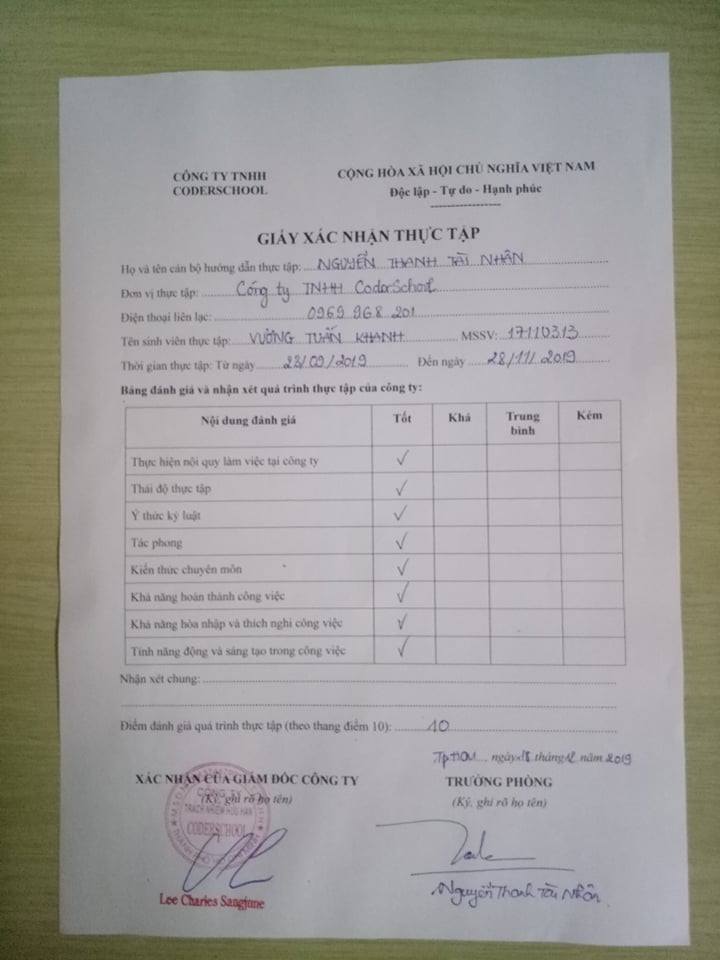 CÔNG TY TNHH
CODERSCHOOL
CỘNG HÒA XÃ HỘI CHỦ NGHĨA VIỆT NAM
Độc lập - Tự do - Hạnh phúc
GIẤY XÁC NHẬN THỰC TẬP
Họ và tên cán bộ hướng dẫn thực tập: NGUYỄN THANH TÀI NHÂN
Đơn vị thực tập: Công ty TNHH CoderSchool
Điện thoại liên lạc: 0969 968 201
Tên sinh viên thực tập: VƯƠNG TUẤN KHANH MSSV: 17110313
Thời gian thực tập: Từ ngày 28/09/2019 Đến ngày 28/11/2019
Bảng đánh giá và nhận xét quá trình thực tập của công ty:
Nội dung đánh giá Tốt Khá Trung bình Kém
Thực hiện nội quy làm việc tại công ty ✓
Thái độ thực tập ✓
Ý thức kỷ luật ✓
Tác phong ✓
Kiến thức chuyên môn ✓
Khả năng hoàn thành công việc ✓
Khả năng hòa nhập và thích nghi công việc ✓
Tính năng động và sáng tạo trong công việc ✓
Nhận xét chung:
Điểm đánh giá quá trình thực tập (theo thang điểm 10): 10
Tp.HCM, ngày 18 tháng 12 năm 2019
XÁC NHẬN CỦA GIÁM ĐỐC CÔNG TY
(Ký, ghi rõ họ tên)
TRƯỞNG PHÒNG
(Ký, ghi rõ họ tên)
CÔNG TY
TRÁCH NHIỆM HỮU HẠN
CODERSCHOOL
THÀNH PHỐ HỒ CHÍ MINH
Lee Charles Sangjune
Nguyễn Thanh Tài Nhân